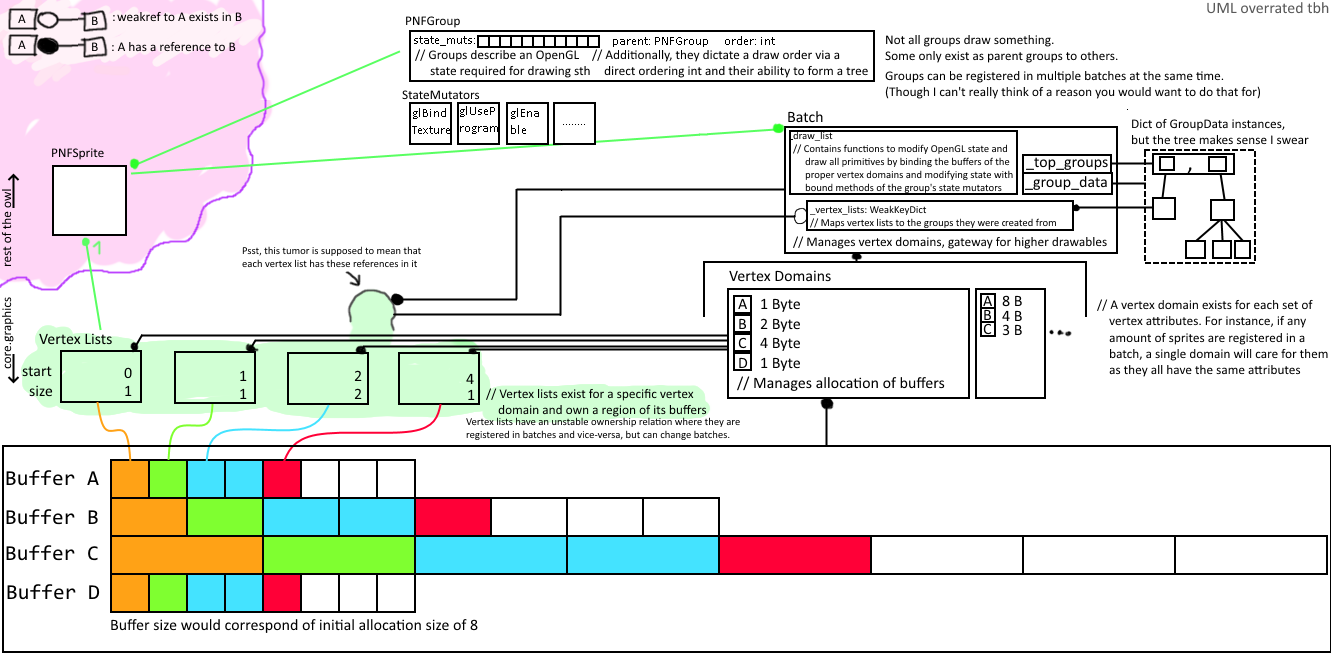 UML overrated tbh
A B : weakref to A exists in B
A B : A has a reference to B
PNFGroup
state_muts: parent: PNFGroup order: int
// Groups describe an OpenGL
state required for drawing sth
// Additionally, they dictate a draw order via a
direct ordering int and their ability to form a tree
Not all groups draw something.
Some only exist as parent groups to others.
Groups can be registered in multiple batches at the same time.
(Though I can't really think of a reason you would want to do that for)
StateMutators
glBind
Texture
glUseP
rogram
glEna
ble
........
Batch
_draw_list
// Contains functions to modify OpenGL state and
draw all primitives by binding the buffers of the
proper vertex domains and modifying state with
bound methods of the group's state mutators
_top_groups
_group_data
_vertex_lists: WeakKeyDict
// Maps vertex lists to the groups they were created from
// Manages vertex domains, gateway for higher drawables
Dict of GroupData instances,
but the tree makes sense I swear
,
PNFSprite
rest of the owl
core.graphics
1
Psst, this tumor is supposed to mean that
each vertex list has these references in it
Vertex Domains
A 1 Byte
B 2 Byte
C 4 Byte
D 1 Byte
// Manages allocation of buffers
A 8 B
B 4 B
C 3 B
...
// A vertex domain exists for each set of
vertex attributes. For instance, if any
amount of sprites are registered in a
batch, a single domain will care for them
as they all have the same attributes
Vertex Lists
start 0 1 2 4
size 1 1 2 1
// Vertex lists exist for a specific vertex
domain and own a region of its buffers
Vertex lists have an unstable ownership relation where they are
registered in batches and vice-versa, but can change batches.
Buffer A
Buffer B
Buffer C
Buffer D
Buffer size would correspond of initial allocation size of 8